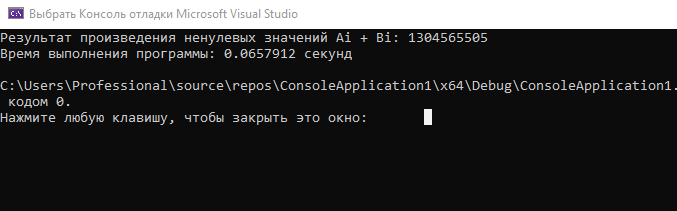 Выбрать Консоль отладки Microsoft Visual Studio
Результат произведения ненулевых значений Ai + Bi: 1304565505
Время выполнения программы: 0.0657912 секунд
C:\Users\Professional\source\repos\ConsoleApplication1\x64\Debug\ConsoleApplication1.
кодом 0.
Нажмите любую клавишу, чтобы закрыть это окно: